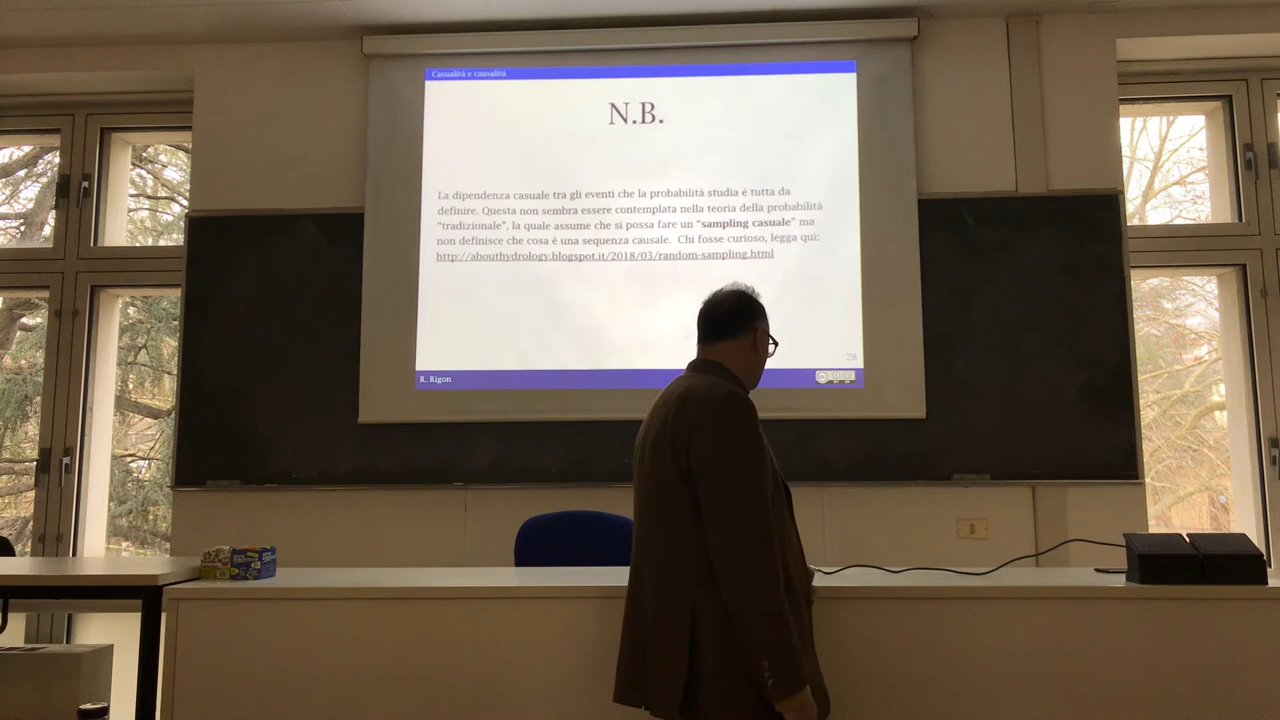 Casualità e causalità
N.B.
La dipendenza casuale tra gli eventi che la probabilità studia è tutta da
definire. Questa non sembra essere contemplata nella teoria della probabilità
“tradizionale”, la quale assume che si possa fare un “sampling casuale” ma
non definisce che cosa è una sequenza causale. Chi fosse curioso, legga qui:
http://abouthydrology.blogspot.it/2018/03/random-sampling.html
28
R. Rigon